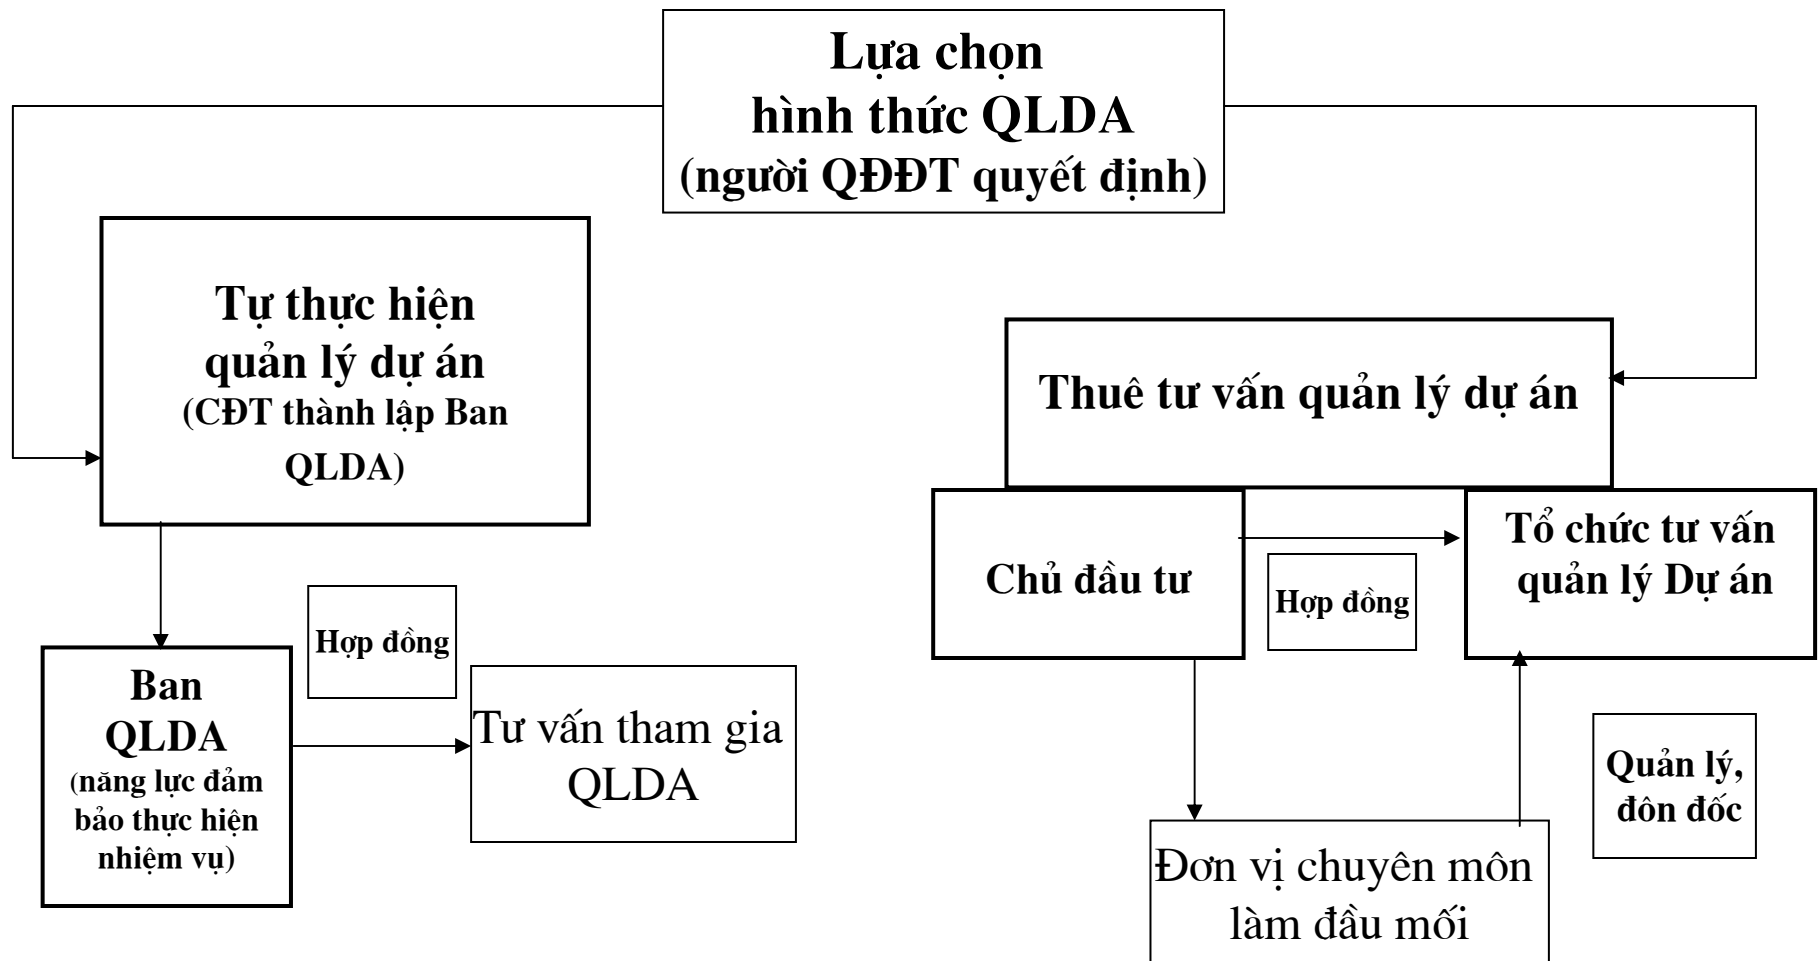 Lựa chọn
hình thức QLDA
(người QĐĐT quyết định)
Tự thực hiện
quản lý dự án
(CĐT thành lập Ban
QLDA)
Thuê tư vấn quản lý dự án
Chủ đầu tư
Hợp đồng
Tổ chức tư vấn
quản lý Dự án
Hợp đồng
Ban
QLDA
(năng lực đảm
bảo thực hiện
nhiệm vụ)
Tư vấn tham gia
QLDA
Quản lý,
đôn đốc
Đơn vị chuyên môn
làm đầu mối